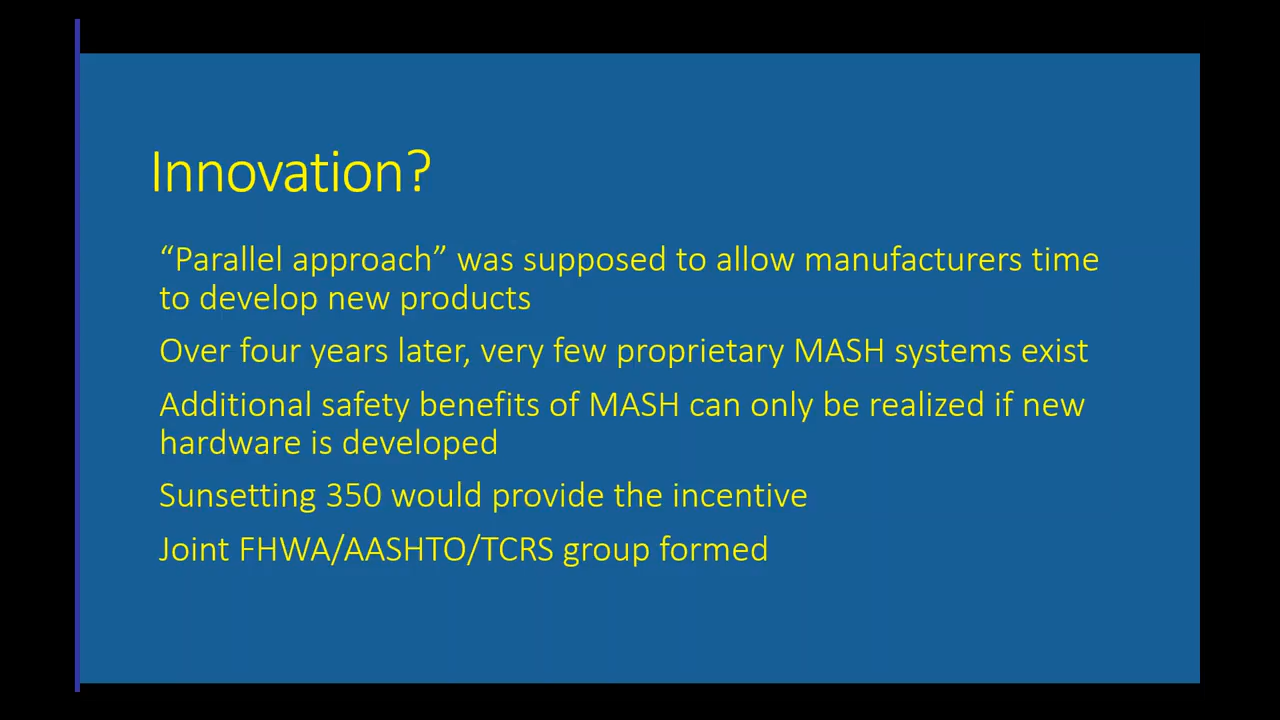 Innovation?
“Parallel approach” was supposed to allow manufacturers time
to develop new products
Over four years later, very few proprietary MASH systems exist
Additional safety benefits of MASH can only be realized if new
hardware is developed
Sunsetting 350 would provide the incentive
Joint FHWA/AASHTO/TCRS group formed